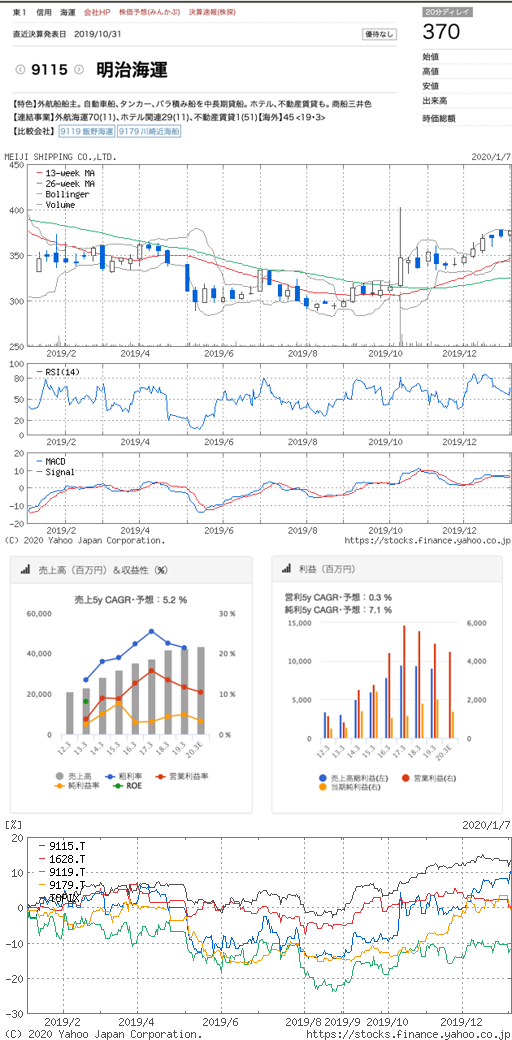 東1 信用 海運 会社HP 株価予想(みんかぶ) 決算速報(株探)
20分ディレイ
370
直近決算発表日 2019/10/31
優待なし
始値
高値
安値
出来高
時価総額
9115 明治海運
【特色】外航船舶主。自動車船、タンカー、バラ積み船を中長期貸船。ホテル、不動産賃貸も。商船三井色
【連結事業】外航海運70(11)、ホテル関連29(11)、不動産賃貸1(51)【海外】45 <19・3>
【比較会社】 9119 飯野海運 9179 川崎近海船
MEIJI SHIPPING CO.,LTD. 2020/1/7
450
400
350
300
250
13-week MA
26-week MA
Bollinger
Volume
2019/2 2019/4 2019/6 2019/8 2019/10 2019/12
100
80
60
40
20
0
RSI(14)
2019/2 2019/4 2019/6 2019/8 2019/10 2019/12
20
10
0
-10
-20
MACD
Signal
2019/2 2019/4 2019/6 2019/8 2019/10 2019/12
(C) 2020 Yahoo Japan Corporation. https://stocks.finance.yahoo.co.jp
売上高（百万円）＆収益性（%）
売上5y CAGR・予想：5.2 %
60,000
40,000
20,000
0
30 %
20 %
10 %
0 %
12.3 13.3 14.3 15.3 16.3 17.3 18.3 19.3 20.3E
売上高 粗利率 営業利益率
純利益率 ROE
利益（百万円）
営利5y CAGR・予想：0.3 %
純利5y CAGR・予想：7.1 %
15,000
10,000
5,000
0
6,000
4,000
2,000
0
12.3 13.3 14.3 15.3 16.3 17.3 18.3 19.3 20.3E
売上高総利益(左) 営業利益(右)
当期純利益(右)
[%] 2020/1/7
20
10
0
-10
-20
-30
9115.T
1628.T
9119.T
9179.T
TOPIX
2019/2 2019/4 2019/6 2019/8 2019/9 2019/10 2019/12
(C) 2020 Yahoo Japan Corporation. https://stocks.finance.yahoo.co.jp